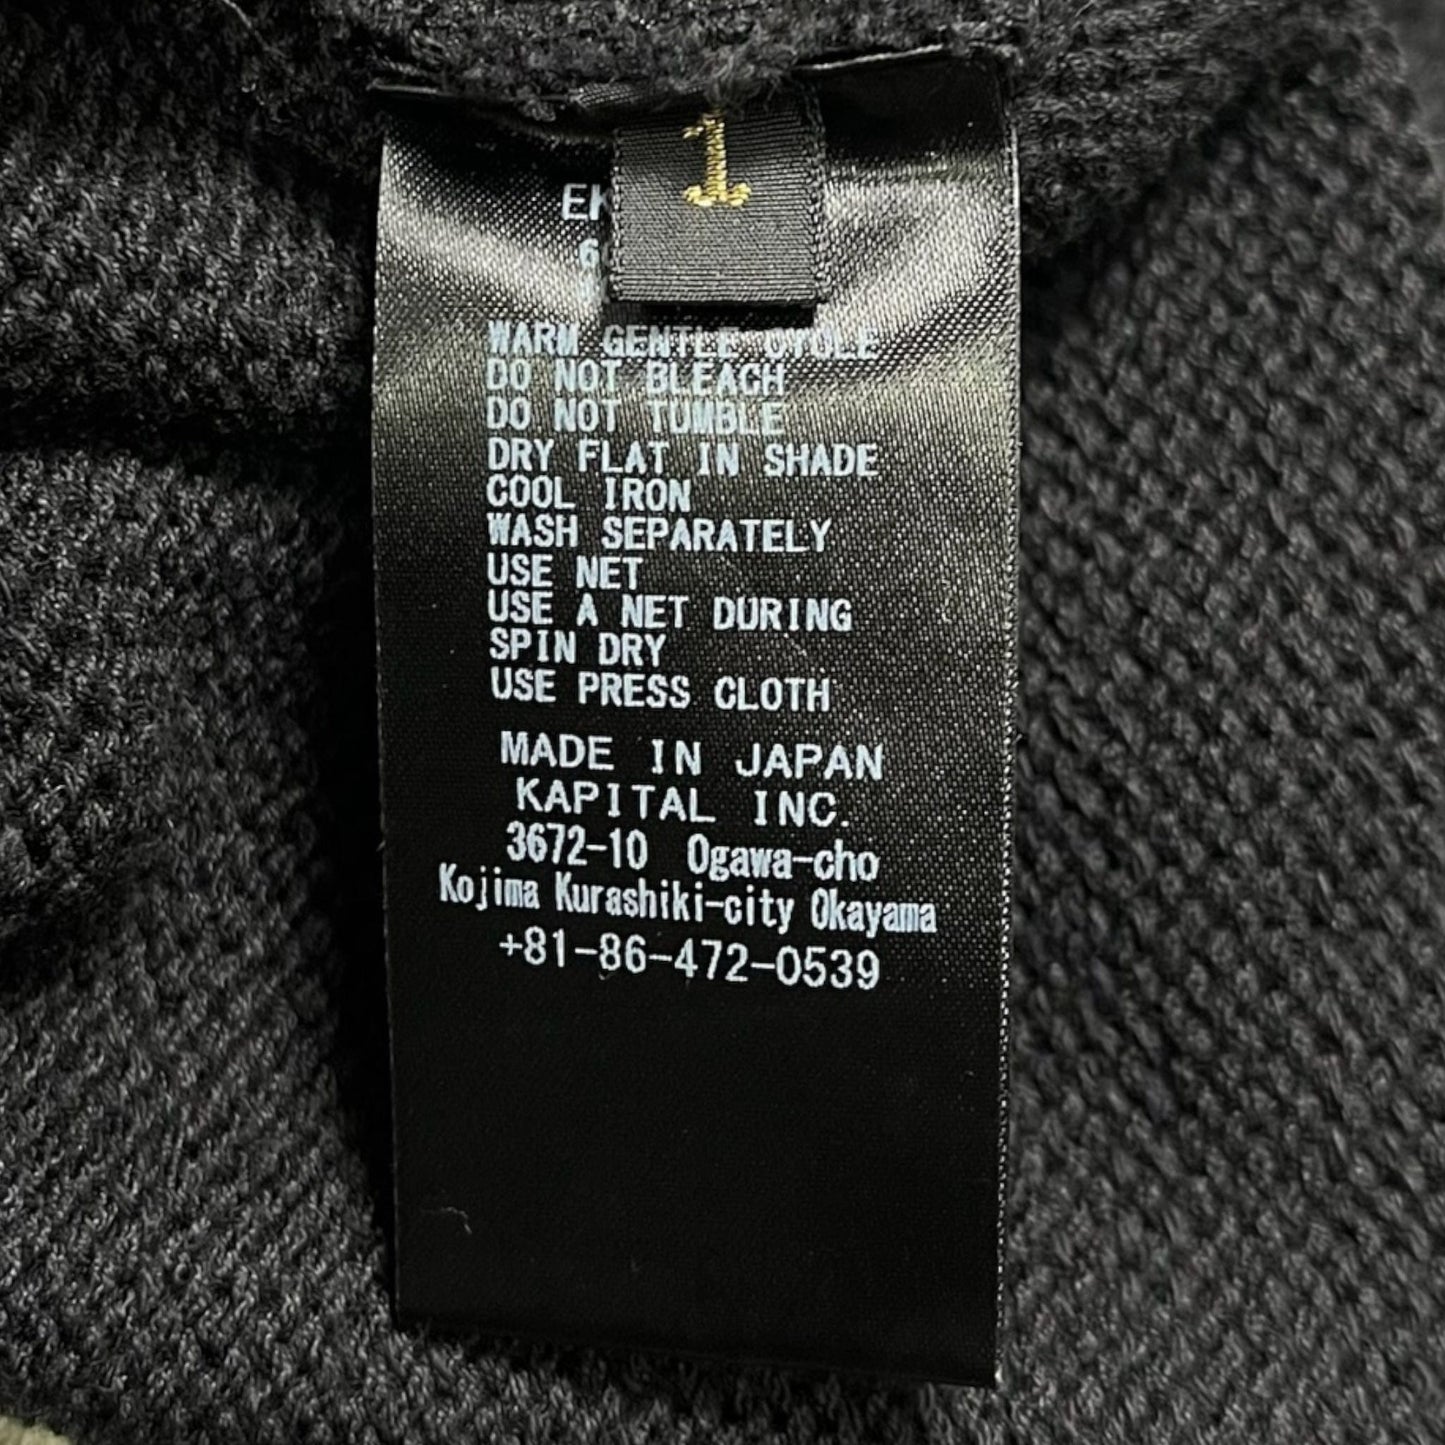 1
WARM GENTLE CYCLE
DO NOT BLEACH
DO NOT TUMBLE
DRY FLAT IN SHADE
COOL IRON
WASH SEPARATELY
USE NET
USE A NET DURING
SPIN DRY
USE PRESS CLOTH
MADE IN JAPAN
KAPITAL INC.
3672-10 Ogawa-cho
Kojima Kurashiki-city Okayama
+81-86-472-0539